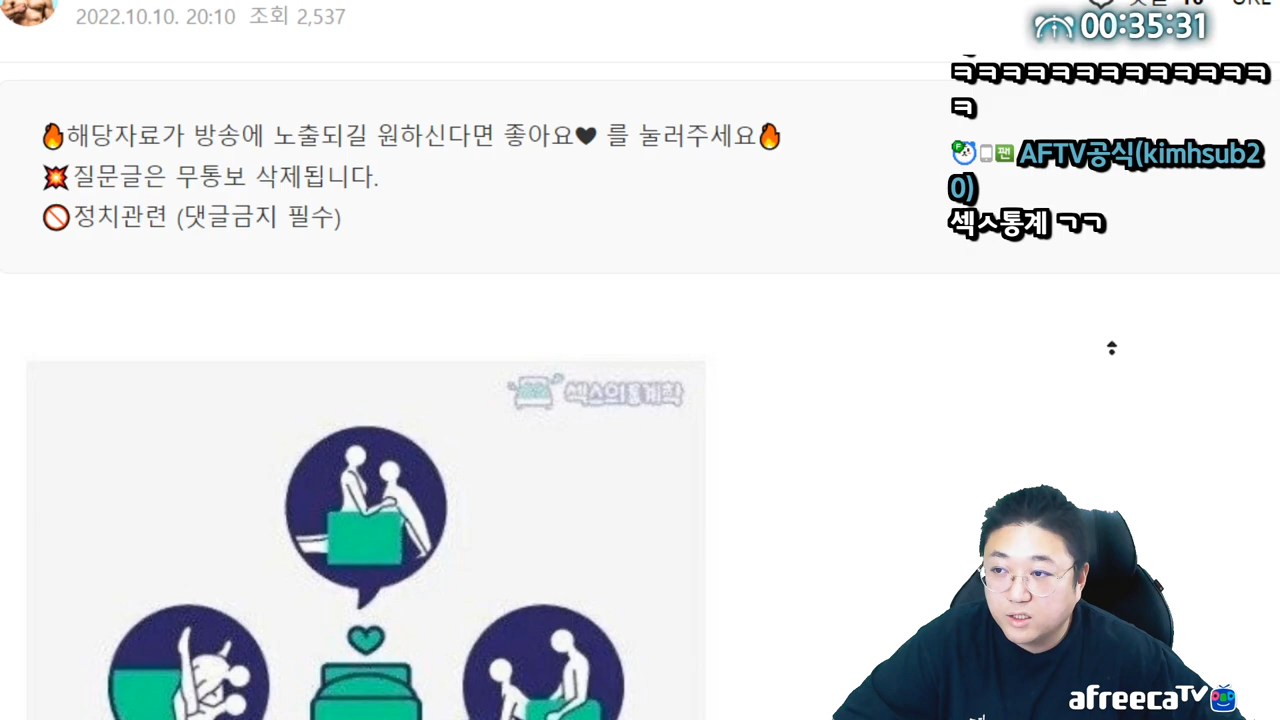 2022.10.10. 20:10 조회 2,537
00:35:31
해당자료가 방송에 노출되길 원하신다면 좋아요🖤 를 눌러주세요
질문글은 무통보 삭제됩니다.
정치관련 (댓글금지 필수)
ㅋㅋㅋㅋㅋㅋㅋㅋㅋㅋㅋㅋㅋ
ㅋ
팬 AFTV공식(kimhsub2
0)
섹ㅅ통계 ㄱㄱ
섹스의통계학
afreecaTV